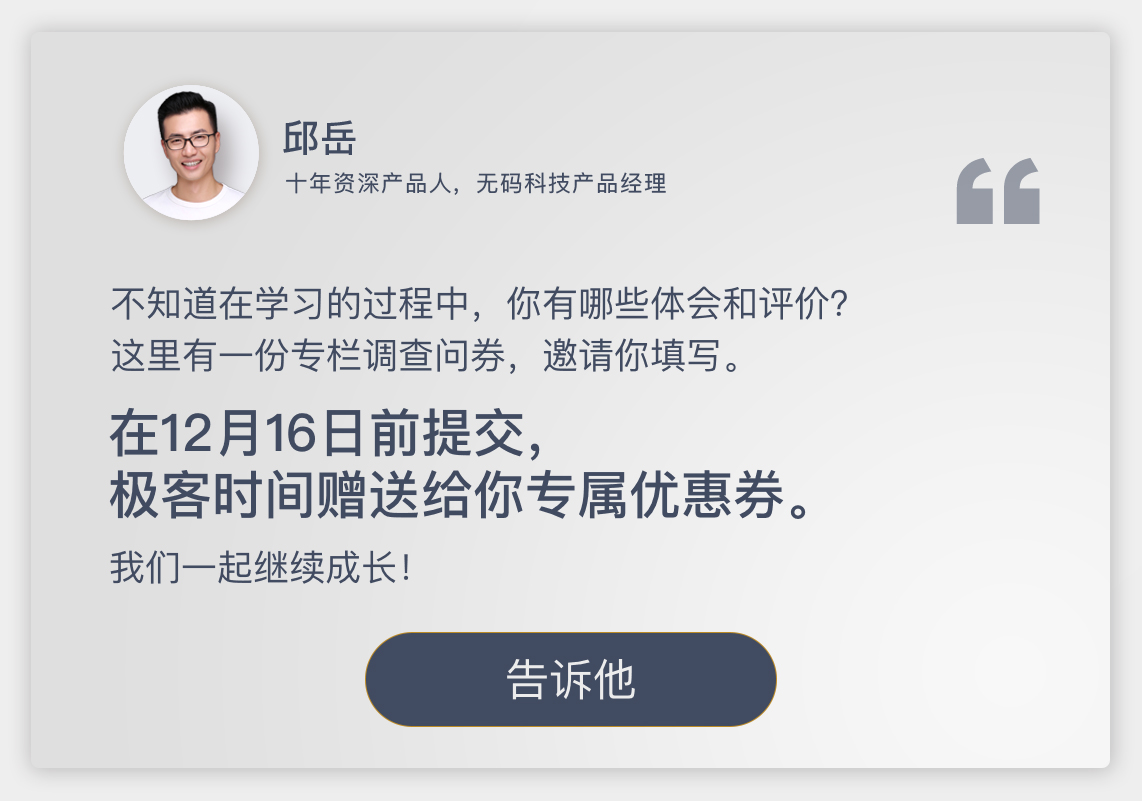 邱岳
十年资深产品人，无码科技产品经理
不知道在学习的过程中，你有哪些体会和评价？
这里有一份专栏调查问券，邀请你填写。
在12月16日前提交，
极客时间赠送给你专属优惠券。
我们一起继续成长！
告诉他